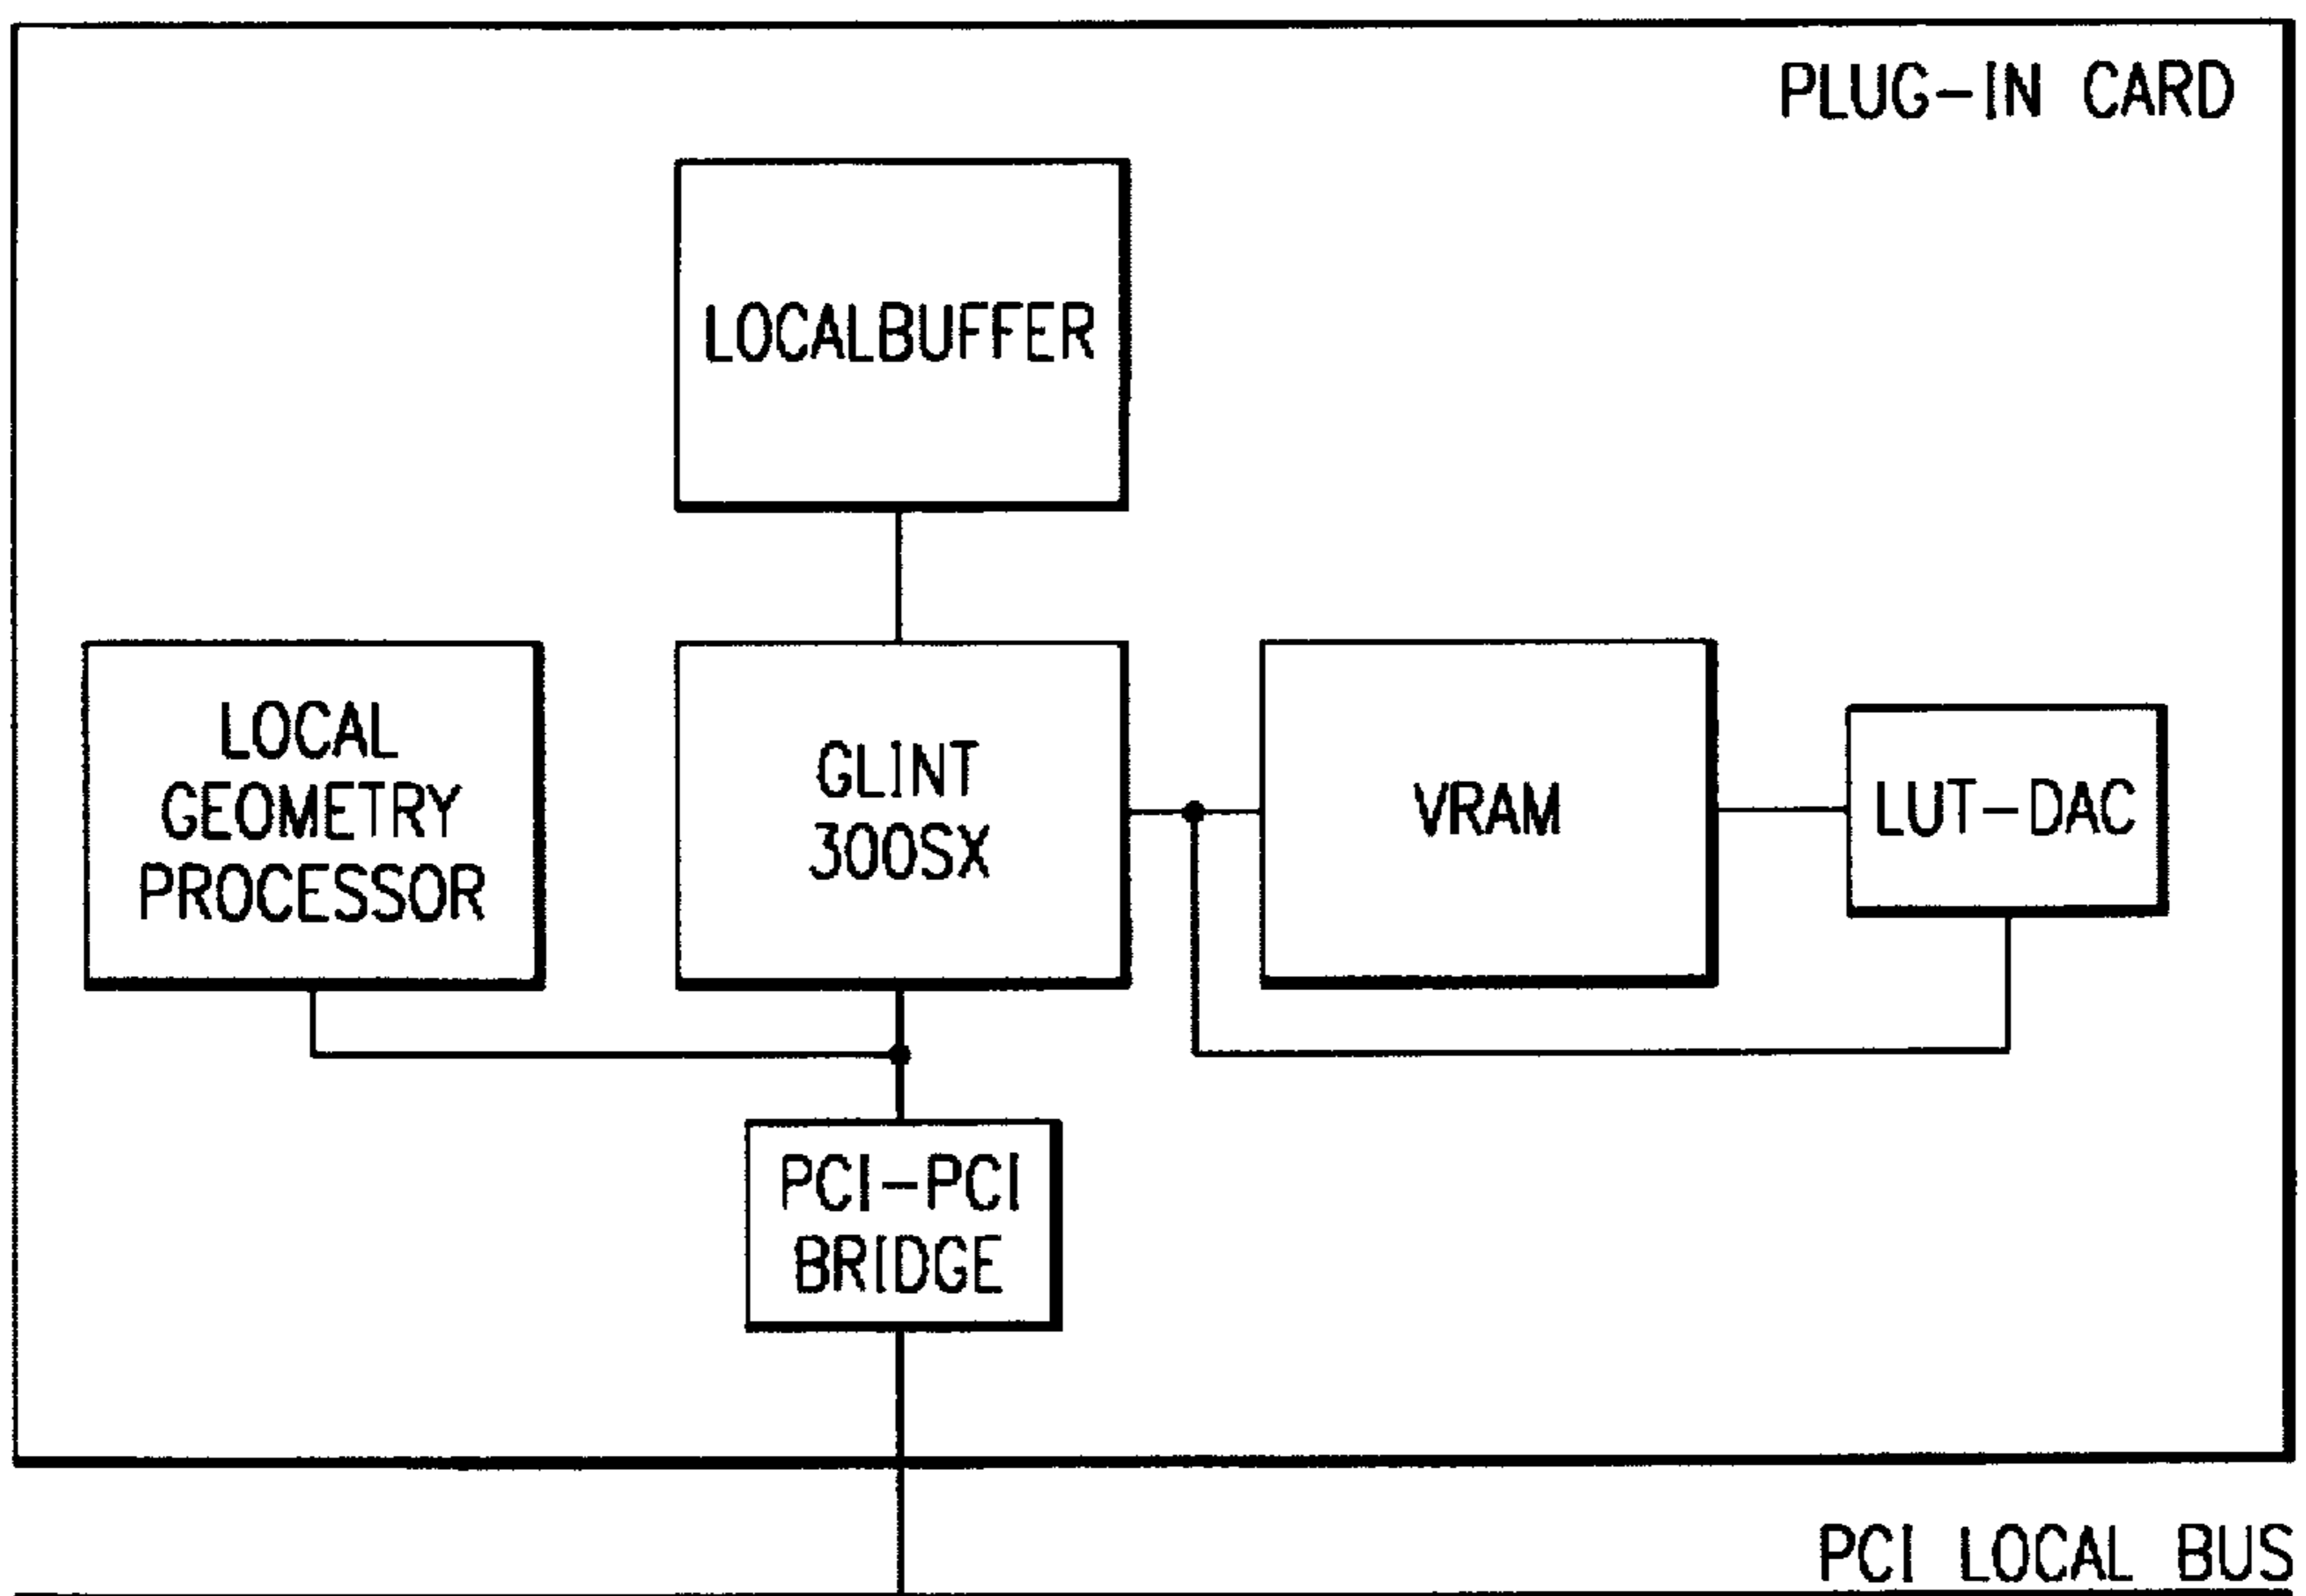 PLUG-IN CARD
LOCALBUFFER
LOCAL
GEOMETRY
PROCESSOR
GLINT
300SX
VRAM
LUT-DAC
PCI-PCI
BRIDGE
PCI LOCAL BUS